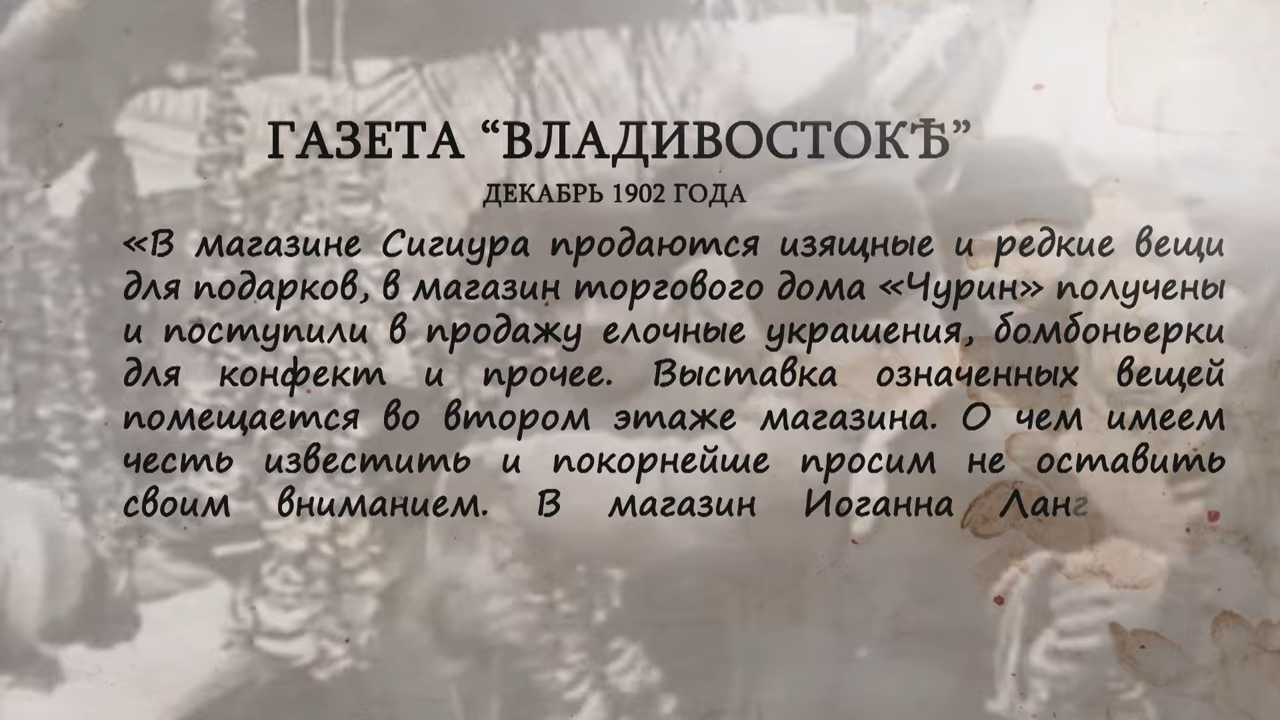 ГАЗЕТА “ВЛАДИВОСТОКѢ”
ДЕКАБРЬ 1902 ГОДА
«В магазине Сигиура продаются изящные и редкие вещи
для подарков, в магазин торгового дома «Чурин» получены
и поступили в продажу елочные украшения, бомбоньерки
для конфект и прочее. Выставка означенных вещей
помещается во втором этаже магазина. О чем имеем
честь известить и покорнейше просим не оставить
своим вниманием. В магазин Иоганна Ланг